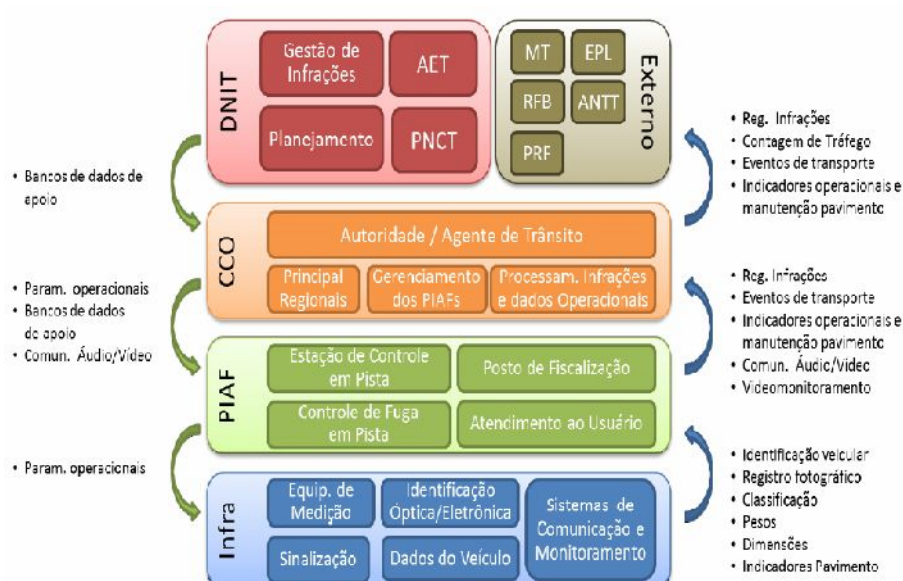 DNIT
Gestão de
Infrações
AET
Planejamento
PNCT
Externo
MT
EPL
RFB
ANTT
PRF
• Bancos de dados de
apoio
• Reg. Infrações
• Contagem de Tráfego
• Eventos de transporte
• Indicadores operacionais e
manutenção pavimento
CCO
Autoridade / Agente de Trânsito
Principal
Regionais
Gerenciamento
dos PIAFs
Processam. Infrações
e dados Operacionais
• Param. operacionais
• Bancos de dados
de apoio
• Comun. Áudio/Vídeo
• Reg. Infrações
• Eventos de transporte
• Indicadores operacionais e
manutenção pavimento
• Comun. Áudio/Vídeo
• Videomonitoramento
PIAF
Estação de Controle
em Pista
Posto de Fiscalização
Controle de Fuga
em Pista
Atendimento ao Usuário
• Param. operacionais
• Identificação veicular
• Registro fotográfico
• Classificação
• Pesos
• Dimensões
• Indicadores Pavimento
Infra
Equip. de
Medição
Identificação
Óptica/Eletrônica
Sistemas de
Comunicação e
Monitoramento
Sinalização
Dados do Veículo